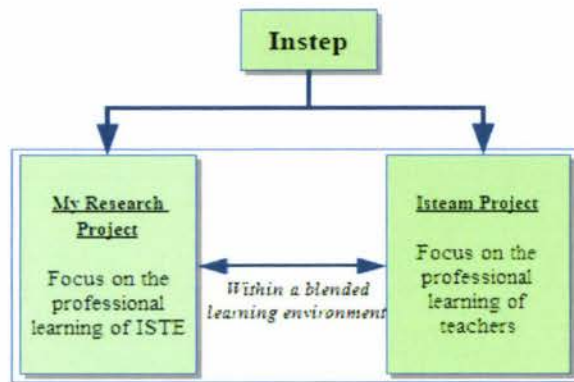 Instep
My Research
Project
Focus on the
professional
learning of ISTE
Within a blended
learning environment
Isteam Project
Focus on the
professional
learning of
teachers